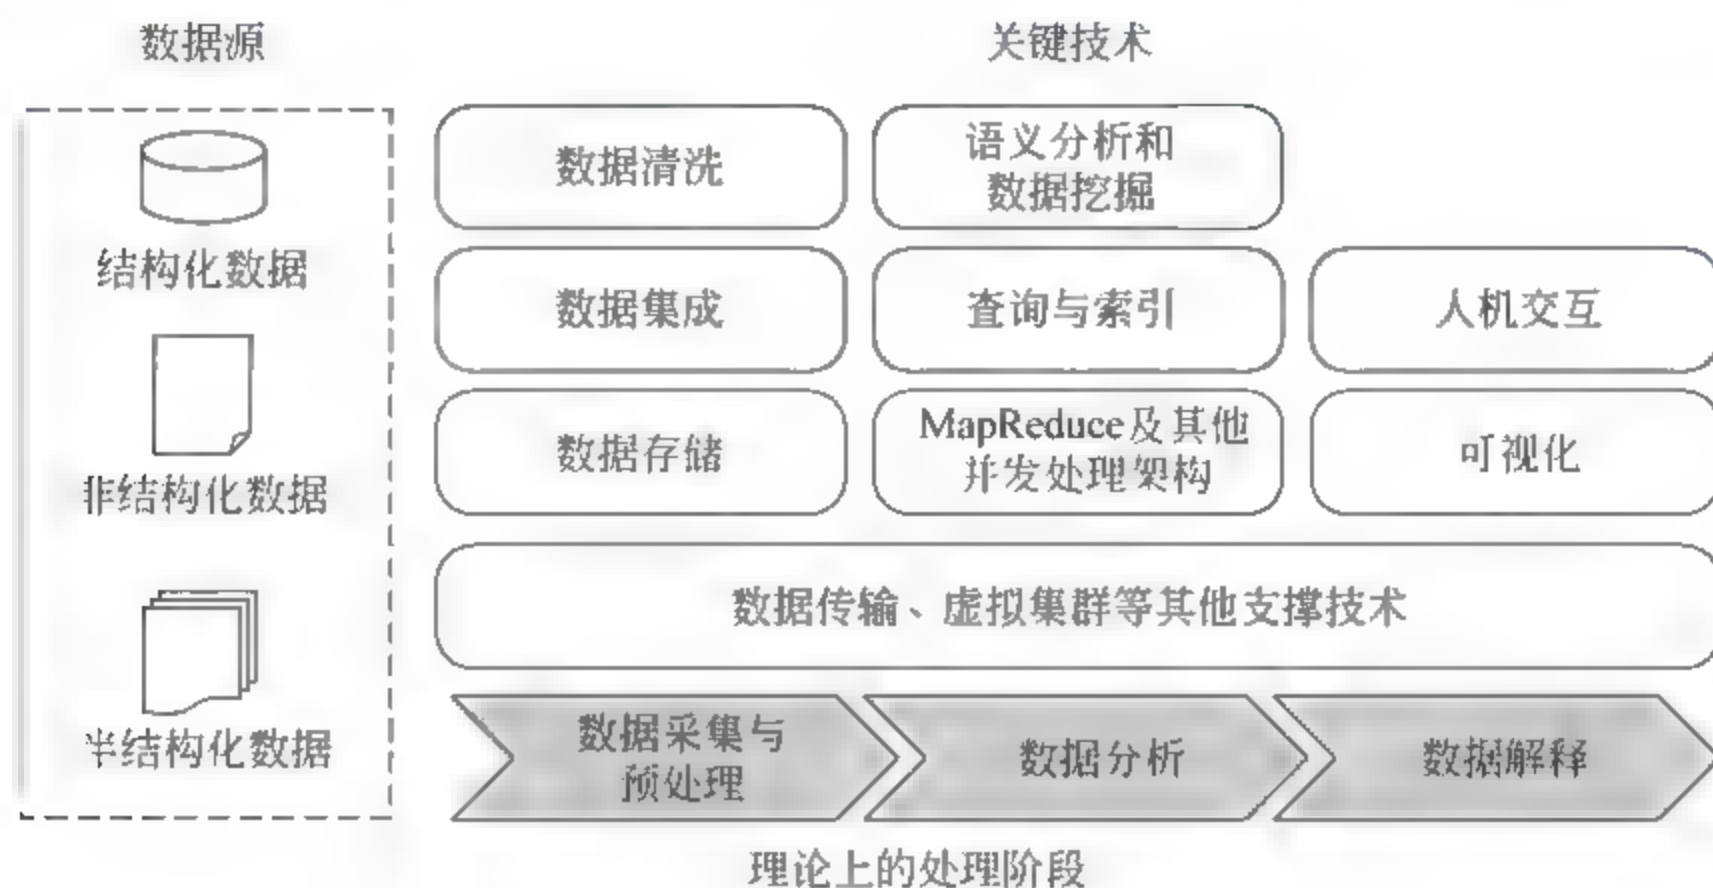 数据源
关键技术
结构化数据
非结构化数据
半结构化数据
数据清洗
语义分析和
数据挖掘
数据集成
查询与索引
人机交互
数据存储
MapReduce及其他
并发处理架构
可视化
数据传输、虚拟集群等其他支撑技术
数据采集与
预处理
数据分析
数据解释
理论上的处理阶段